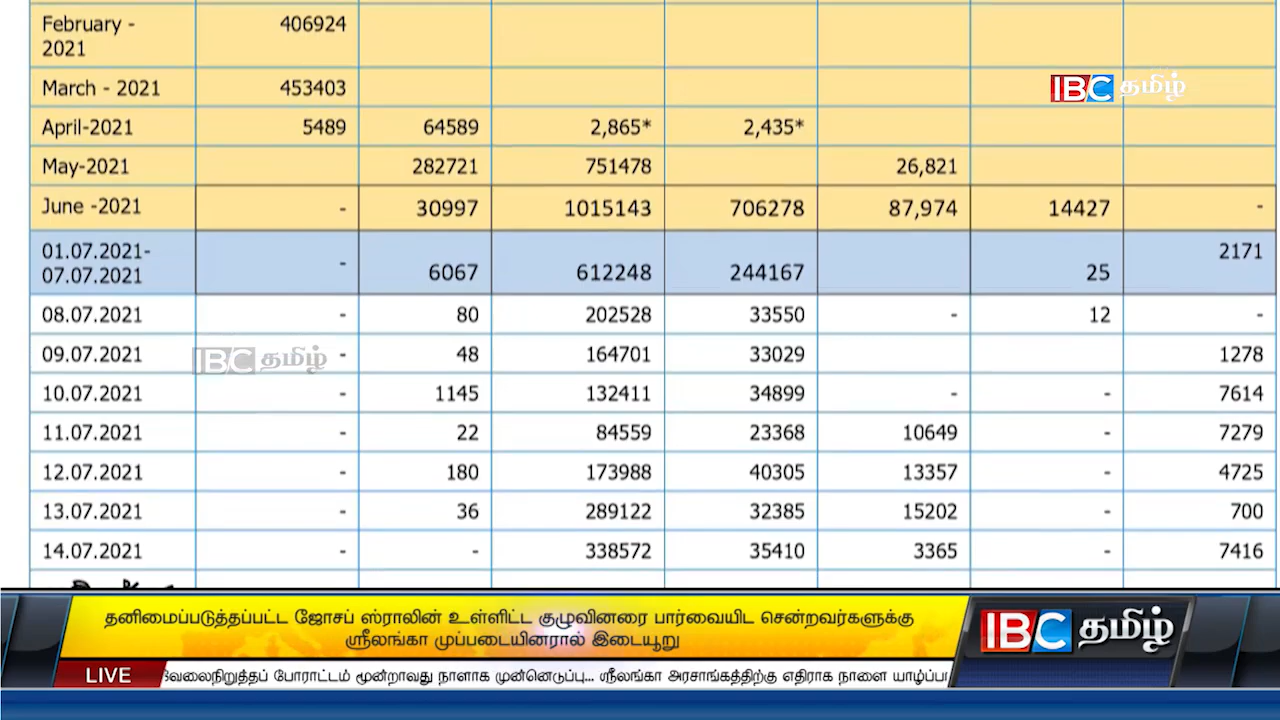 February - 406924
2021
March - 2021 453403
April-2021 5489 64589 2,865* 2,435*
May-2021 282721 751478 26,821
June -2021 - 30997 1015143 706278 87,974 14427 -
01.07.2021- 2171
07.07.2021 - 6067 612248 244167 25
08.07.2021 - 80 202528 33550 - 12 -
09.07.2021 - 48 164701 33029 1278
10.07.2021 - 1145 132411 34899 - - 7614
11.07.2021 - 22 84559 23368 10649 - 7279
12.07.2021 - 180 173988 40305 13357 - 4725
13.07.2021 - 36 289122 32385 15202 - 700
14.07.2021 - - 338572 35410 3365 - 7416
IBC தமிழ்
IBC தமிழ்
தனிமைப்படுத்தப்பட்ட ஜோசப் ஸ்ராலின் உள்ளிட்ட குழுவினரை பார்வையிட சென்றவர்களுக்கு
ஸ்ரீலங்கா முப்படையினரால் இடையூறு
IBC தமிழ்
LIVE வேலைநிறுத்தப் போராட்டம் மூன்றாவது நாளாக முன்னெடுப்பு... ஸ்ரீலங்கா அரசாங்கத்திற்கு எதிராக நாளை யாழ்ப்பா